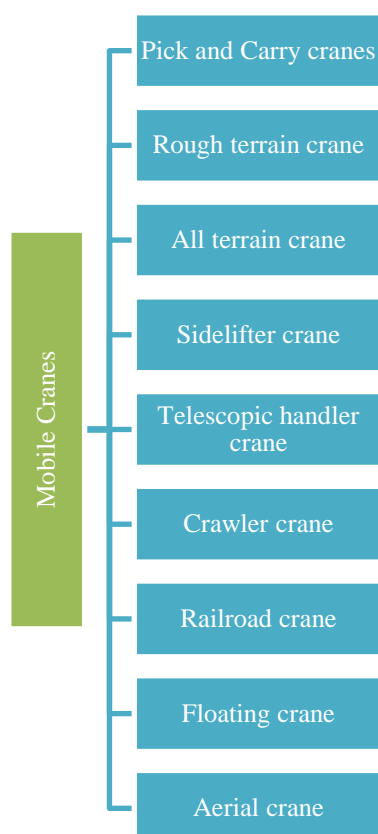 Mobile Cranes
Pick and Carry cranes
Rough terrain crane
All terrain crane
Sidelifter crane
Telescopic handler
crane
Crawler crane
Railroad crane
Floating crane
Aerial crane